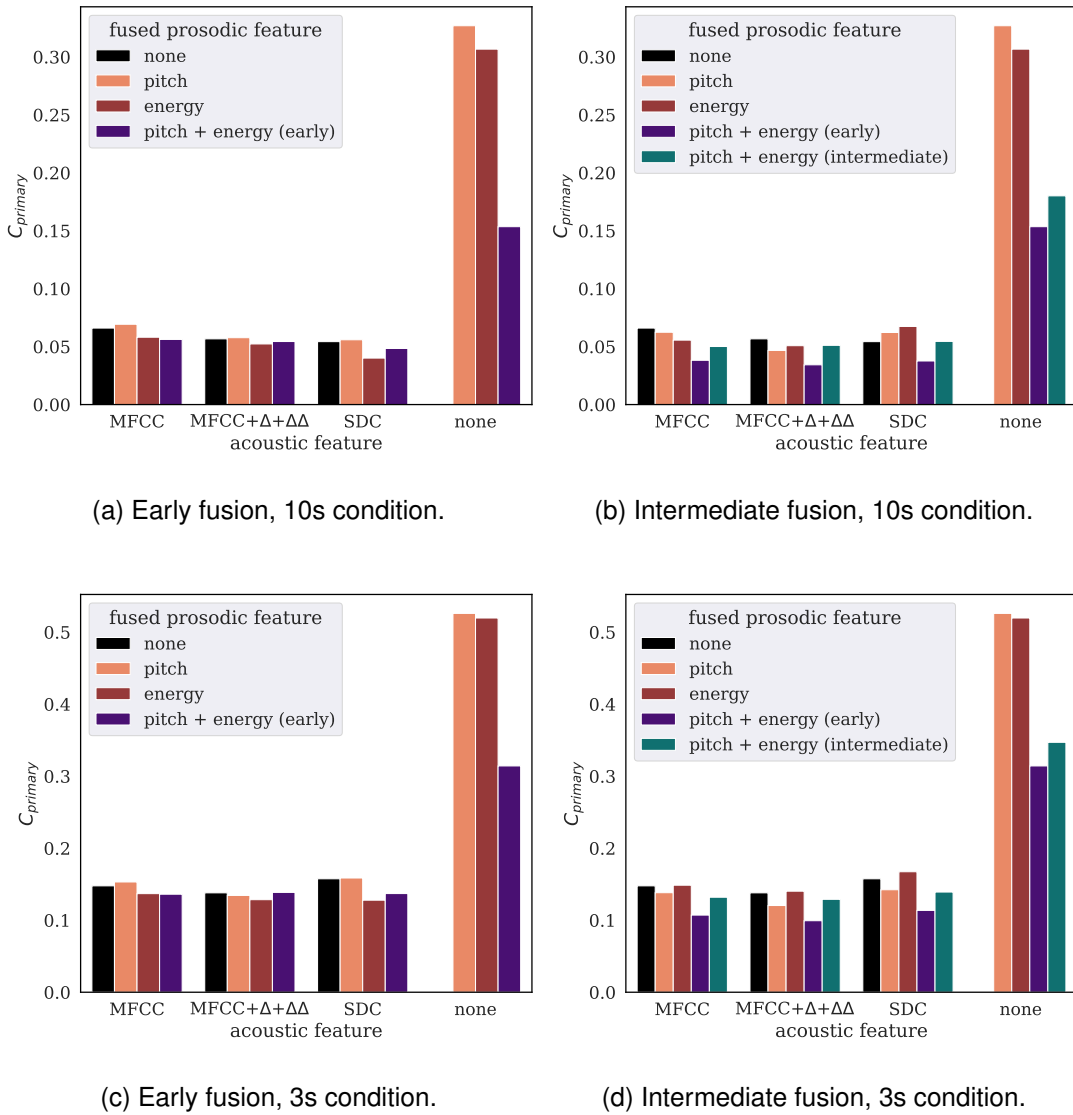 fused prosodic feature
none
pitch
energy
pitch + energy (early)
0.30
0.25
0.20
0.15
0.10
0.05
0.00
C_primary
MFCC MFCC+Δ+ΔΔ SDC none
acoustic feature
(a) Early fusion, 10s condition.
fused prosodic feature
none
pitch
energy
pitch + energy (early)
pitch + energy (intermediate)
0.30
0.25
0.20
0.15
0.10
0.05
0.00
C_primary
MFCC MFCC+Δ+ΔΔ SDC none
acoustic feature
(b) Intermediate fusion, 10s condition.
fused prosodic feature
none
pitch
energy
pitch + energy (early)
0.5
0.4
0.3
0.2
0.1
0.0
C_primary
MFCC MFCC+Δ+ΔΔ SDC none
acoustic feature
(c) Early fusion, 3s condition.
fused prosodic feature
none
pitch
energy
pitch + energy (early)
pitch + energy (intermediate)
0.5
0.4
0.3
0.2
0.1
0.0
C_primary
MFCC MFCC+Δ+ΔΔ SDC none
acoustic feature
(d) Intermediate fusion, 3s condition.